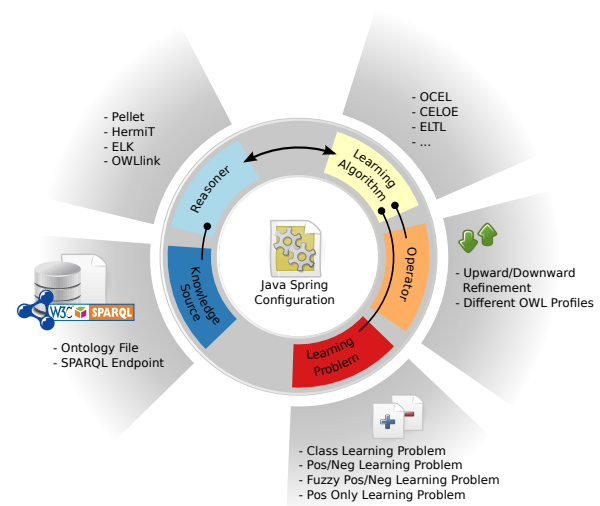 - Pellet
- HermiT
- ELK
- OWLlink
- OCEL
- CELOE
- ELTL
- ...
Reasoner
Learning
Algorithm
Operator
Learning
Problem
Knowledge
Source
Java Spring
Configuration
- Upward/Downward
Refinement
- Different OWL Profiles
W3C SPARQL
- Ontology File
- SPARQL Endpoint
- Class Learning Problem
- Pos/Neg Learning Problem
- Fuzzy Pos/Neg Learning Problem
- Pos Only Learning Problem